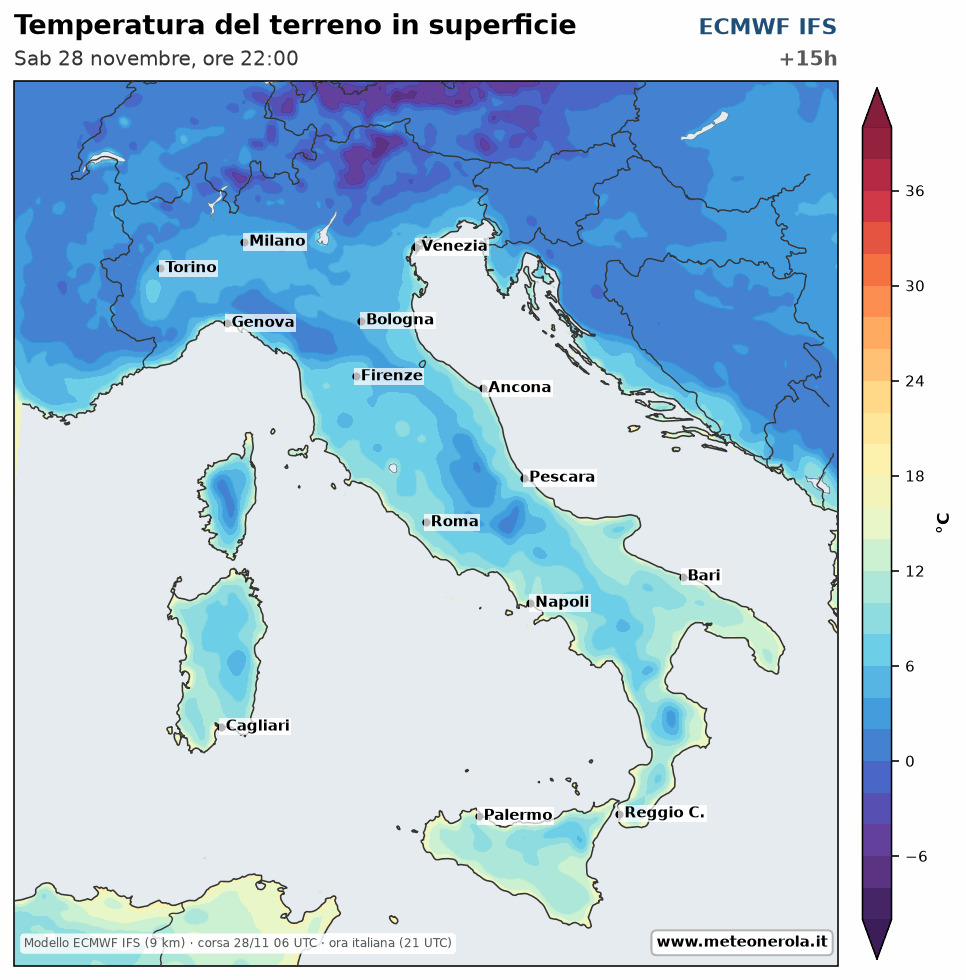 Temperatura del terreno in superficie
ECMWF IFS
Sab 28 novembre, ore 22:00
+15h
Milano
Venezia
Torino
Genova
Bologna
Firenze
Ancona
Pescara
Roma
Bari
Napoli
Cagliari
Palermo
Reggio C.
36
30
24
18
12
6
0
−6
°C
Modello ECMWF IFS (9 km) · corsa 28/11 06 UTC · ora italiana (21 UTC)
www.meteonerola.it